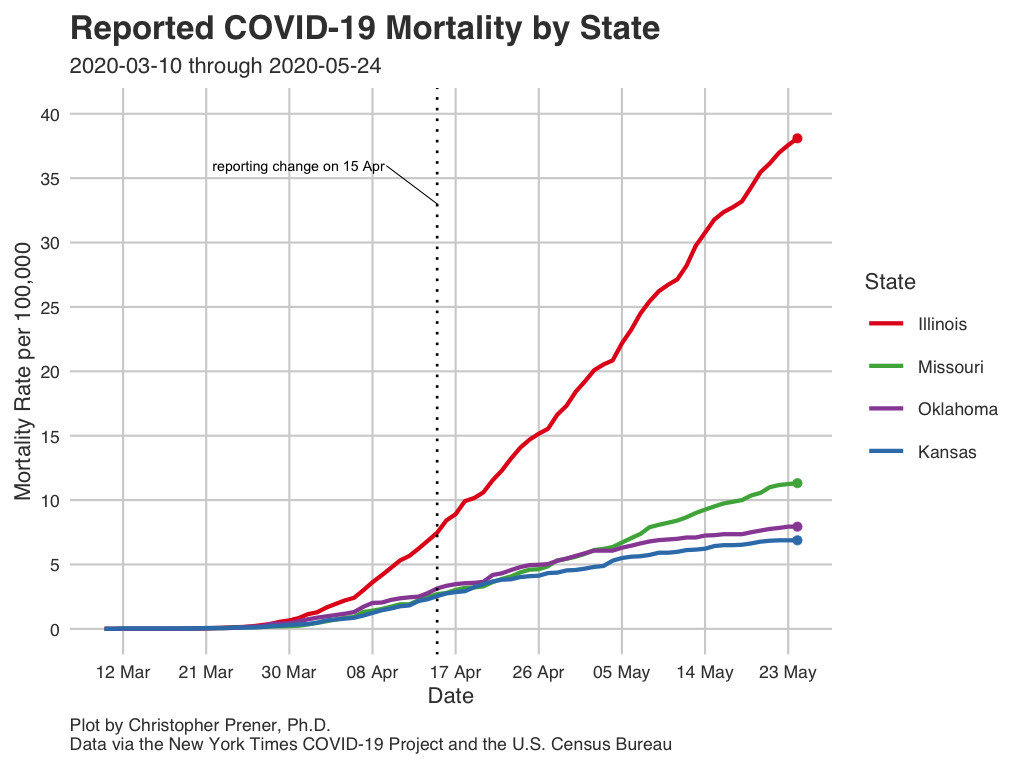 Reported COVID-19 Mortality by State
2020-03-10 through 2020-05-24
Mortality Rate per 100,000
40
35
30
25
20
15
10
5
0
reporting change on 15 Apr
12 Mar
21 Mar
30 Mar
08 Apr
17 Apr
26 Apr
05 May
14 May
23 May
Date
State
Illinois
Missouri
Oklahoma
Kansas
Plot by Christopher Prener, Ph.D.
Data via the New York Times COVID-19 Project and the U.S. Census Bureau